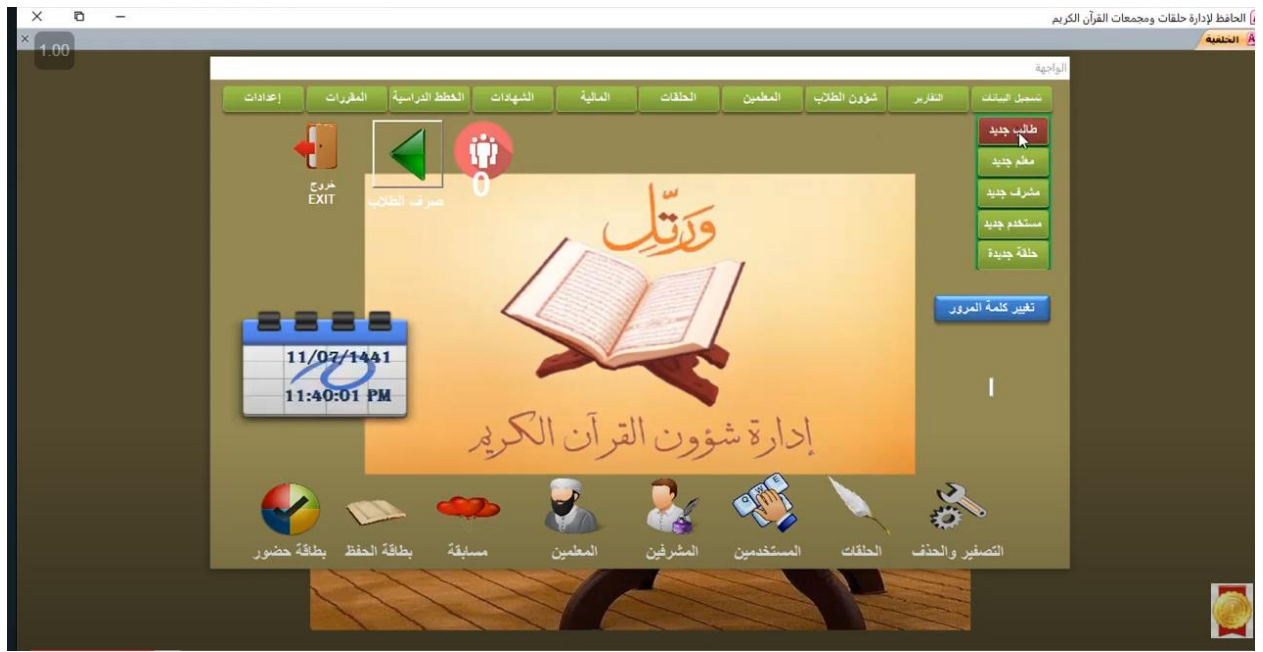 الحافظ لإدارة حلقات ومجمعات القرآن الكريم
الخلفية
1.00
الواجهة
تسجيل البيانات
التقارير
شؤون الطلاب
المعلمين
الحلقات
المالية
الشهادات
الخطط الدراسية
المقررات
إعدادات
طالب جديد
معلم جديد
مشرف جديد
مستخدم جديد
حلقة جديدة
تغيير كلمة المرور
0
صرف الطلاب
خروج
EXIT
ورتل
11/07/1441
11:40:01 PM
إدارة شؤون القرآن الكريم
التصفير والحذف
الحلقات
المستخدمين
المشرفين
المعلمين
مسابقة
بطاقة الحفظ
بطاقة حضور